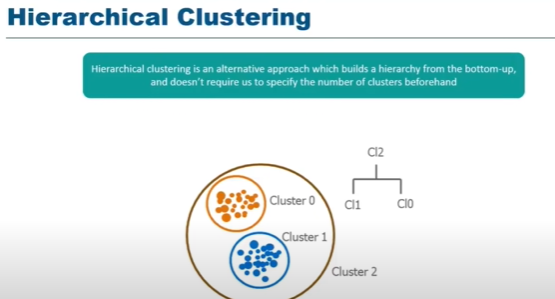 Hierarchical Clustering
Hierarchical clustering is an alternative approach which builds a hierarchy from the bottom-up,
and doesn't require us to specify the number of clusters beforehand
Cl2
Cluster 0
Cl1
Cl0
Cluster 1
Cluster 2